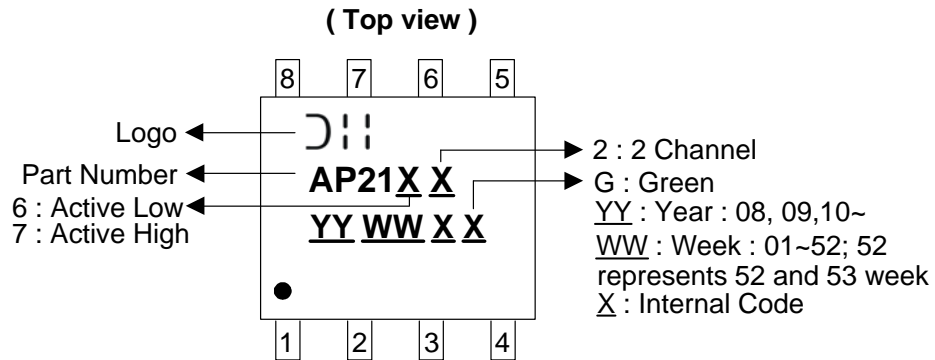 ( Top view )
8 7 6 5
Logo
Part Number
6 : Active Low
7 : Active High
AP21X X
YY WW X X
2 : 2 Channel
G : Green
YY : Year : 08, 09,10~
WW : Week : 01~52; 52
represents 52 and 53 week
X : Internal Code
1 2 3 4